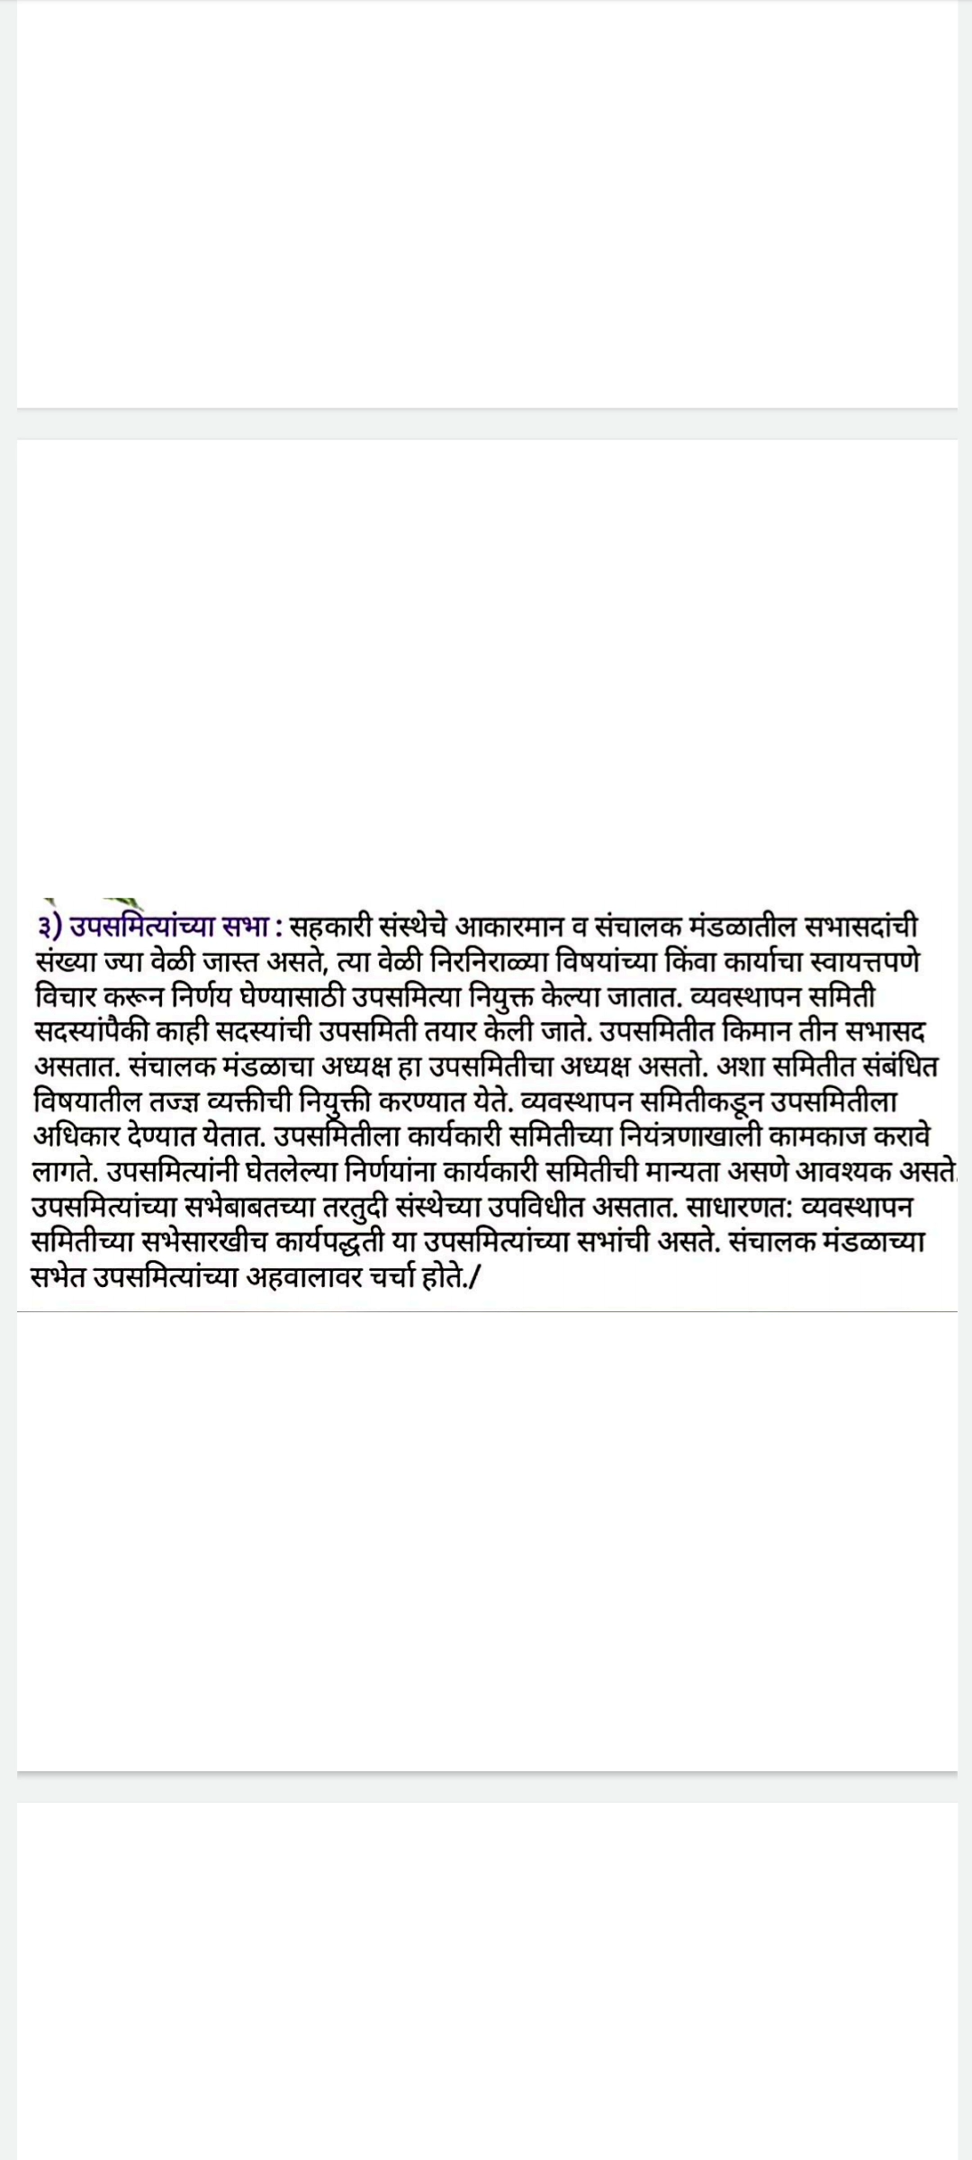 ३) उपसमित्यांच्या सभा : सहकारी संस्थेचे आकारमान व संचालक मंडळातील सभासदांची
संख्या ज्या वेळी जास्त असते, त्या वेळी निरनिराळ्या विषयांच्या किंवा कार्याचा स्वायत्तपणे
विचार करून निर्णय घेण्यासाठी उपसमित्या नियुक्त केल्या जातात. व्यवस्थापन समिती
सदस्यांपैकी काही सदस्यांची उपसमिती तयार केली जाते. उपसमितीत किमान तीन सभासद
असतात. संचालक मंडळाचा अध्यक्ष हा उपसमितीचा अध्यक्ष असतो. अशा समितीत संबंधित
विषयातील तज्ज्ञ व्यक्तीची नियुक्ती करण्यात येते. व्यवस्थापन समितीकडून उपसमितीला
अधिकार देण्यात येतात. उपसमितीला कार्यकारी समितीच्या नियंत्रणाखाली कामकाज करावे
लागते. उपसमित्यांनी घेतलेल्या निर्णयांना कार्यकारी समितीची मान्यता असणे आवश्यक असते.
उपसमित्यांच्या सभेबाबतच्या तरतुदी संस्थेच्या उपविधीत असतात. साधारणत: व्यवस्थापन
समितीच्या सभेसारखीच कार्यपद्धती या उपसमित्यांच्या सभांची असते. संचालक मंडळाच्या
सभेत उपसमित्यांच्या अहवालावर चर्चा होते./